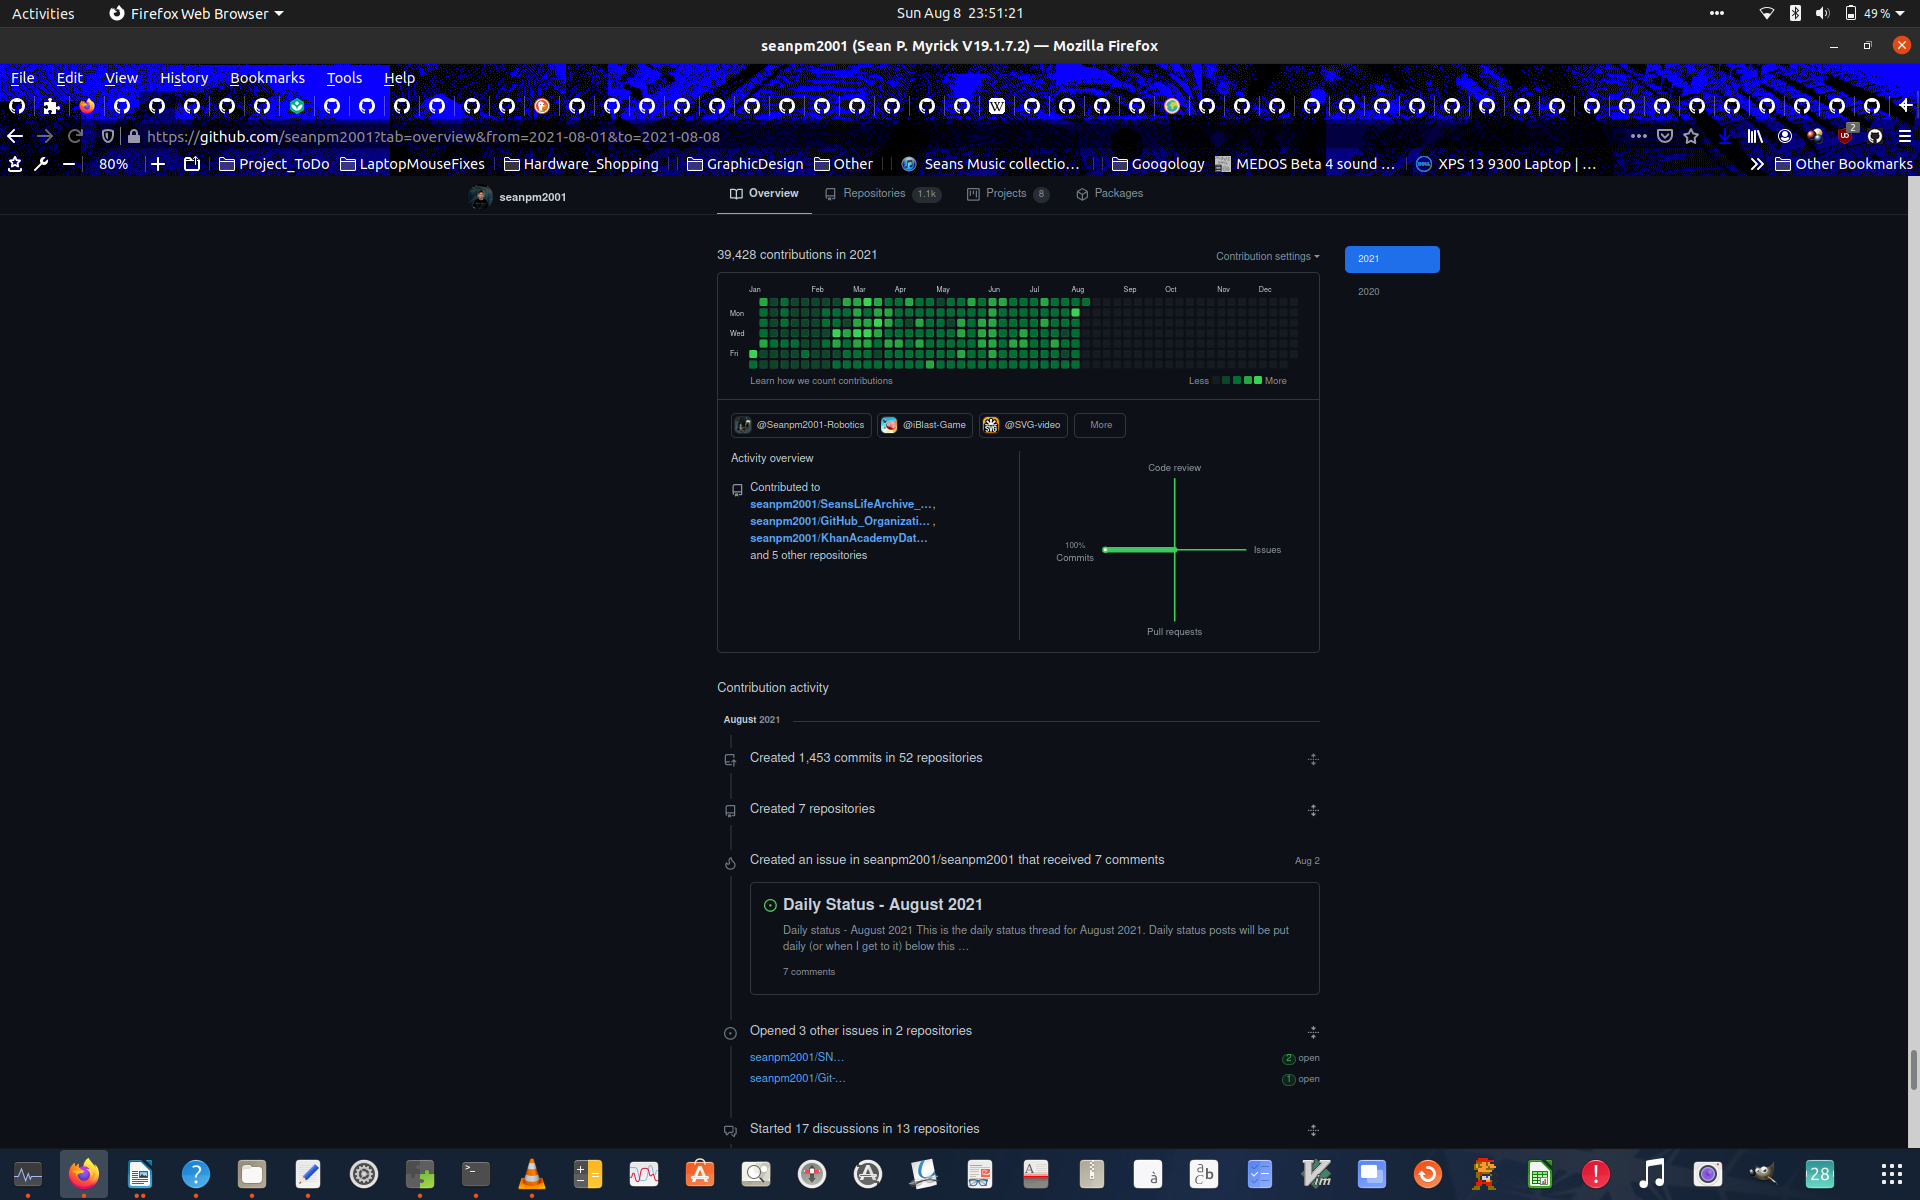 Activities
Firefox Web Browser
Sun Aug 8 23:51:21
49 %
seanpm2001 (Sean P. Myrick V19.1.7.2) — Mozilla Firefox
File Edit View History Bookmarks Tools Help
https://github.com/seanpm2001?tab=overview&from=2021-08-01&to=2021-08-08
2
80%
Project_ToDo
LaptopMouseFixes
Hardware_Shopping
GraphicDesign
Other
Seans Music collectio…
Googology
MEDOS Beta 4 sound …
XPS 13 9300 Laptop | …
Other Bookmarks
seanpm2001
Overview
Repositories 1.1k
Projects 8
Packages
39,428 contributions in 2021
Contribution settings
2021
2020
Jan Feb Mar Apr May Jun Jul Aug Sep Oct Nov Dec
Mon
Wed
Fri
Learn how we count contributions
Less More
@Seanpm2001-Robotics
@iBlast-Game
@SVG-video
More
Activity overview
Contributed to
seanpm2001/SeansLifeArchive_…,
seanpm2001/GitHub_Organizati… ,
seanpm2001/KhanAcademyDat…
and 5 other repositories
Code review
100%
Commits
Issues
Pull requests
Contribution activity
August 2021
Created 1,453 commits in 52 repositories
Created 7 repositories
Created an issue in seanpm2001/seanpm2001 that received 7 comments
Aug 2
Daily Status - August 2021
Daily status - August 2021 This is the daily status thread for August 2021. Daily status posts will be put
daily (or when I get to it) below this …
7 comments
Opened 3 other issues in 2 repositories
seanpm2001/SN…
2 open
seanpm2001/Git-…
1 open
Started 17 discussions in 13 repositories
28